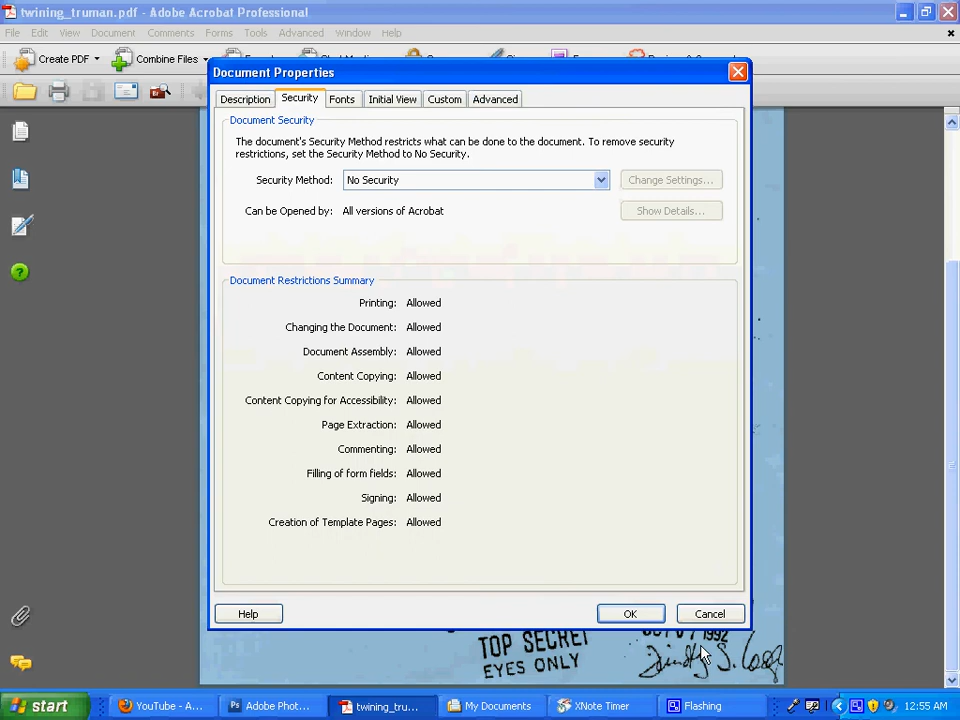 twining_truman.pdf - Adobe Acrobat Professional
File Edit View Document Comments Forms Tools Advanced Window Help
Create PDF Combine Files
Document Properties
Description Security Fonts Initial View Custom Advanced
Document Security
The document's Security Method restricts what can be done to the document. To remove security
restrictions, set the Security Method to No Security.
Security Method: No Security Change Settings...
Can be Opened by: All versions of Acrobat Show Details...
Document Restrictions Summary
Printing: Allowed
Changing the Document: Allowed
Document Assembly: Allowed
Content Copying: Allowed
Content Copying for Accessibility: Allowed
Page Extraction: Allowed
Commenting: Allowed
Filling of form fields: Allowed
Signing: Allowed
Creation of Template Pages: Allowed
Help OK Cancel
TOP SECRET
EYES ONLY
1992
start YouTube - A... Adobe Phot... twining_tru... My Documents XNote Timer Flashing 12:55 AM